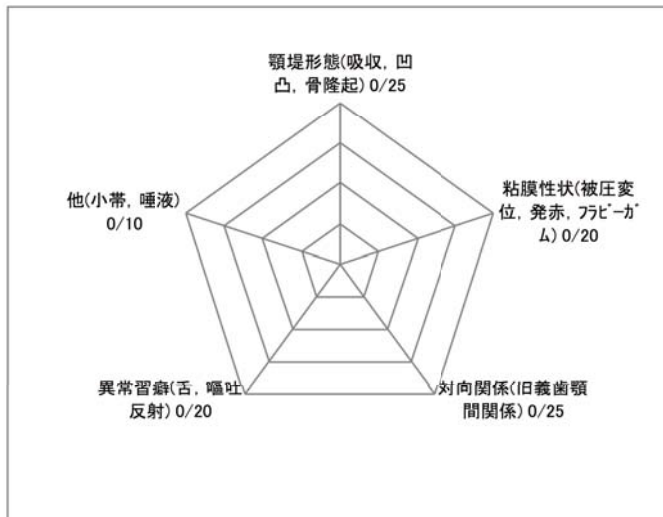 顎堤形態(吸収, 凹
凸, 骨隆起) 0/25
粘膜性状(被圧変
位, 発赤, フラビーガ
ム) 0/20
対向関係(旧義歯顎
間関係) 0/25
異常習癖(舌, 嘔吐
反射) 0/20
他(小帯, 唾液)
0/10